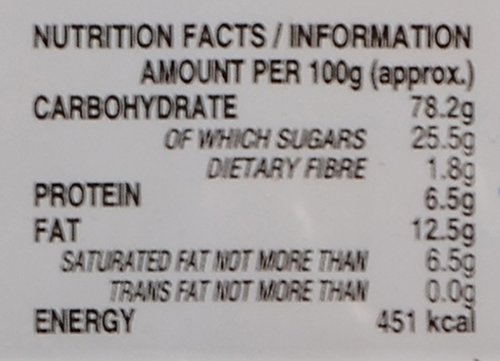 NUTRITION FACTS / INFORMATION
AMOUNT PER 100g (approx.)
CARBOHYDRATE 78.2g
OF WHICH SUGARS 25.5g
DIETARY FIBRE 1.8g
PROTEIN 6.5g
FAT 12.5g
SATURATED FAT NOT MORE THAN 6.5g
TRANS FAT NOT MORE THAN 0.0g
ENERGY 451 kcal